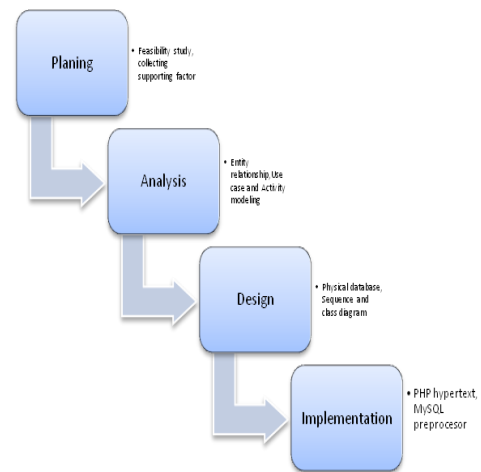 Planing
• Feasibility study,
collecting
supporting factor
Analysis
• Entity
relationship,Use
case and Activity
modeling
Design
• Physical database,
Sequence and
class diagram
Implementation
• PHP hypertext,
MySQL
preprocesor